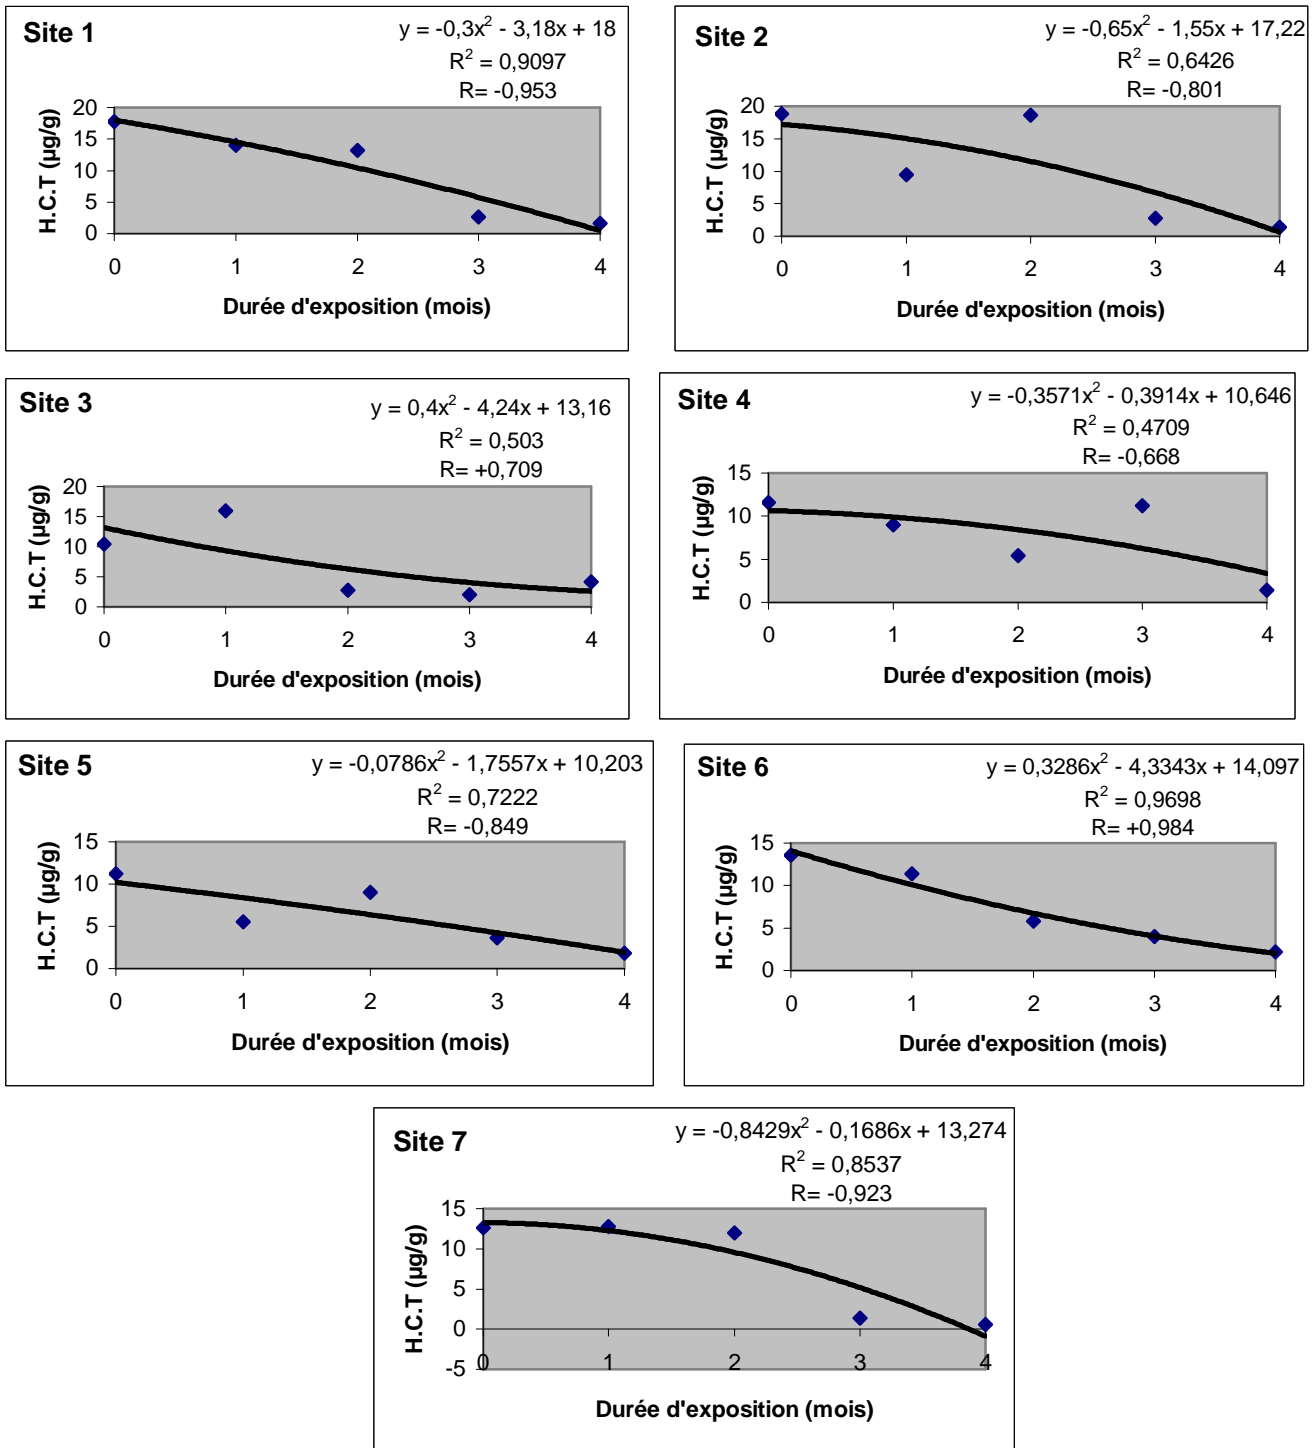 Site 1
y = -0,3x² - 3,18x + 18
R² = 0,9097
R= -0,953
H.C.T (µg/g)
20
15
10
5
0
0 1 2 3 4
Durée d'exposition (mois)
Site 2
y = -0,65x² - 1,55x + 17,22
R² = 0,6426
R= -0,801
H.C.T (µg/g)
20
15
10
5
0
0 1 2 3 4
Durée d'exposition (mois)
Site 3
y = 0,4x² - 4,24x + 13,16
R² = 0,503
R= +0,709
H.C.T (µg/g)
20
15
10
5
0
0 1 2 3 4
Durée d'exposition (mois)
Site 4
y = -0,3571x² - 0,3914x + 10,646
R² = 0,4709
R= -0,668
H.C.T (µg/g)
15
10
5
0
0 1 2 3 4
Durée d'exposition (mois)
Site 5
y = -0,0786x² - 1,7557x + 10,203
R² = 0,7222
R= -0,849
H.C.T (µg/g)
15
10
5
0
0 1 2 3 4
Durée d'exposition (mois)
Site 6
y = 0,3286x² - 4,3343x + 14,097
R² = 0,9698
R= +0,984
H.C.T (µg/g)
15
10
5
0
0 1 2 3 4
Durée d'exposition (mois)
Site 7
y = -0,8429x² - 0,1686x + 13,274
R² = 0,8537
R= -0,923
H.C.T (µg/g)
15
10
5
0
-5
0 1 2 3 4
Durée d'exposition (mois)